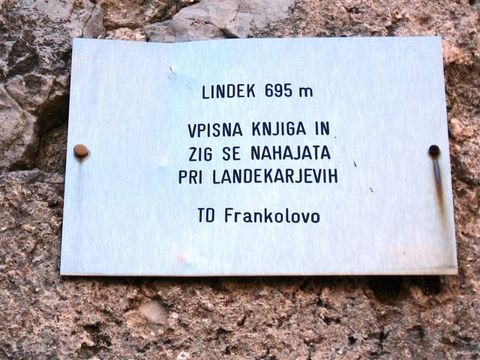 LINDEK 695 m
VPISNA KNJIGA IN
ZIG SE NAHAJATA
PRI LANDEKARJEVIH
TD Frankolovo